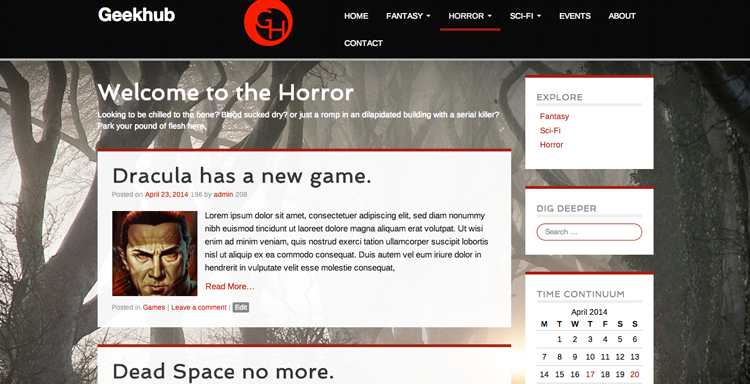 Geekhub
GH
HOME FANTASY HORROR SCI-FI EVENTS ABOUT
CONTACT
Welcome to the Horror
Looking to be chilled to the bone? Blood sucked dry? or just a romp in an dilapidated building with a serial killer?
Park your pound of flesh here.
Dracula has a new game.
Posted on April 23, 2014 196 by admin 208
Lorem ipsum dolor sit amet, consectetuer adipiscing elit, sed diam nonummy
nibh euismod tincidunt ut laoreet dolore magna aliquam erat volutpat. Ut wisi
enim ad minim veniam, quis nostrud exerci tation ullamcorper suscipit lobortis
nisl ut aliquip ex ea commodo consequat. Duis autem vel eum iriure dolor in
hendrerit in vulputate velit esse molestie consequat,
Read More…
Posted in Games | Leave a comment | Edit
Dead Space no more.
EXPLORE
Fantasy
Sci-Fi
Horror
DIG DEEPER
Search …
TIME CONTINUUM
April 2014
M T W T F S S
1 2 3 4 5 6
7 8 9 10 11 12 13
14 15 16 17 18 19 20